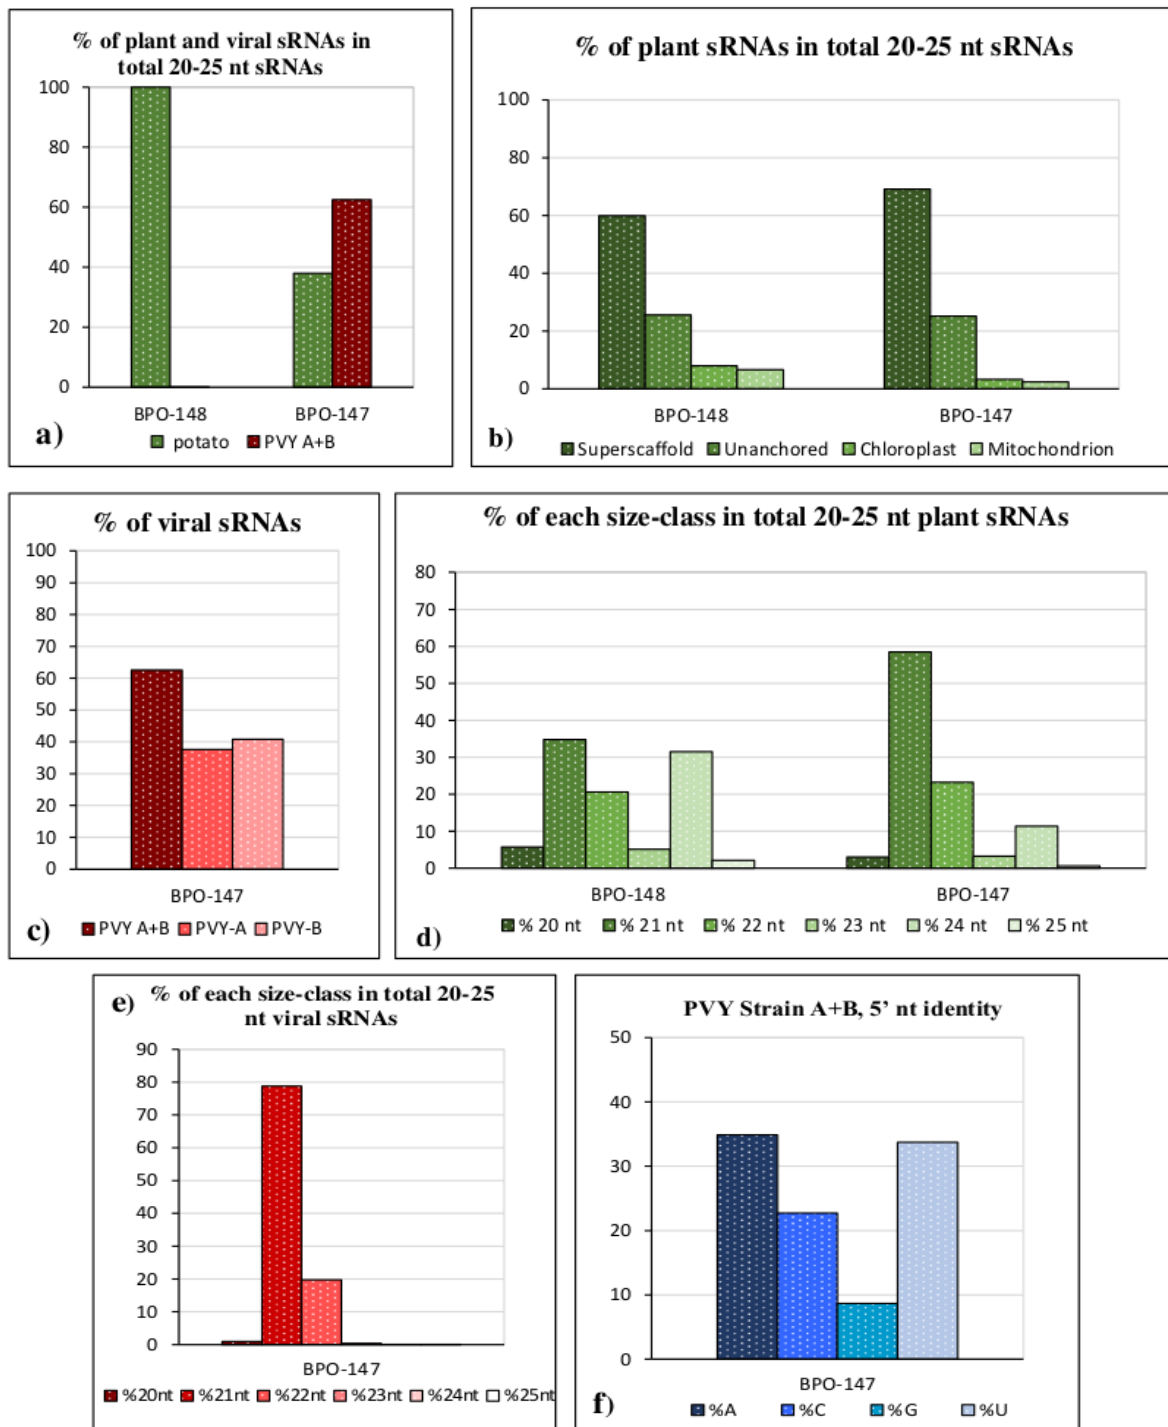 % of plant and viral sRNAs in
total 20-25 nt sRNAs
100
80
60
40
20
0
BPO-148 BPO-147
a)
potato PVY A+B
% of plant sRNAs in total 20-25 nt sRNAs
100
80
60
40
20
0
BPO-148 BPO-147
b)
Superscaffold Unanchored Chloroplast Mitochondrion
% of viral sRNAs
100
90
80
70
60
50
40
30
20
10
0
BPO-147
c)
PVY A+B PVY-A PVY-B
% of each size-class in total 20-25 nt plant sRNAs
80
70
60
50
40
30
20
10
0
BPO-148 BPO-147
d)
% 20 nt % 21 nt % 22 nt % 23 nt % 24 nt % 25 nt
e)
% of each size-class in total 20-25
nt viral sRNAs
90
80
70
60
50
40
30
20
10
0
BPO-147
%20nt %21nt %22nt %23nt %24nt %25nt
PVY Strain A+B, 5’ nt identity
50
40
30
20
10
0
BPO-147
f)
%A %C %G %U